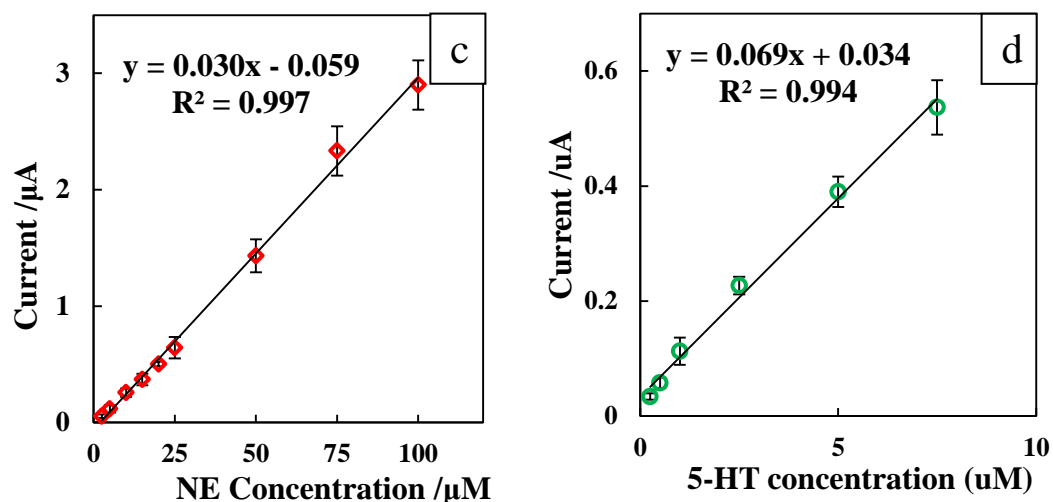 c
y = 0.030x - 0.059
R² = 0.997
Current /µA
3
2
1
0
0 25 50 75 100
NE Concentration /µM
d
y = 0.069x + 0.034
R² = 0.994
Current /uA
0.6
0.4
0.2
0
0 5 10
5-HT concentration (uM)